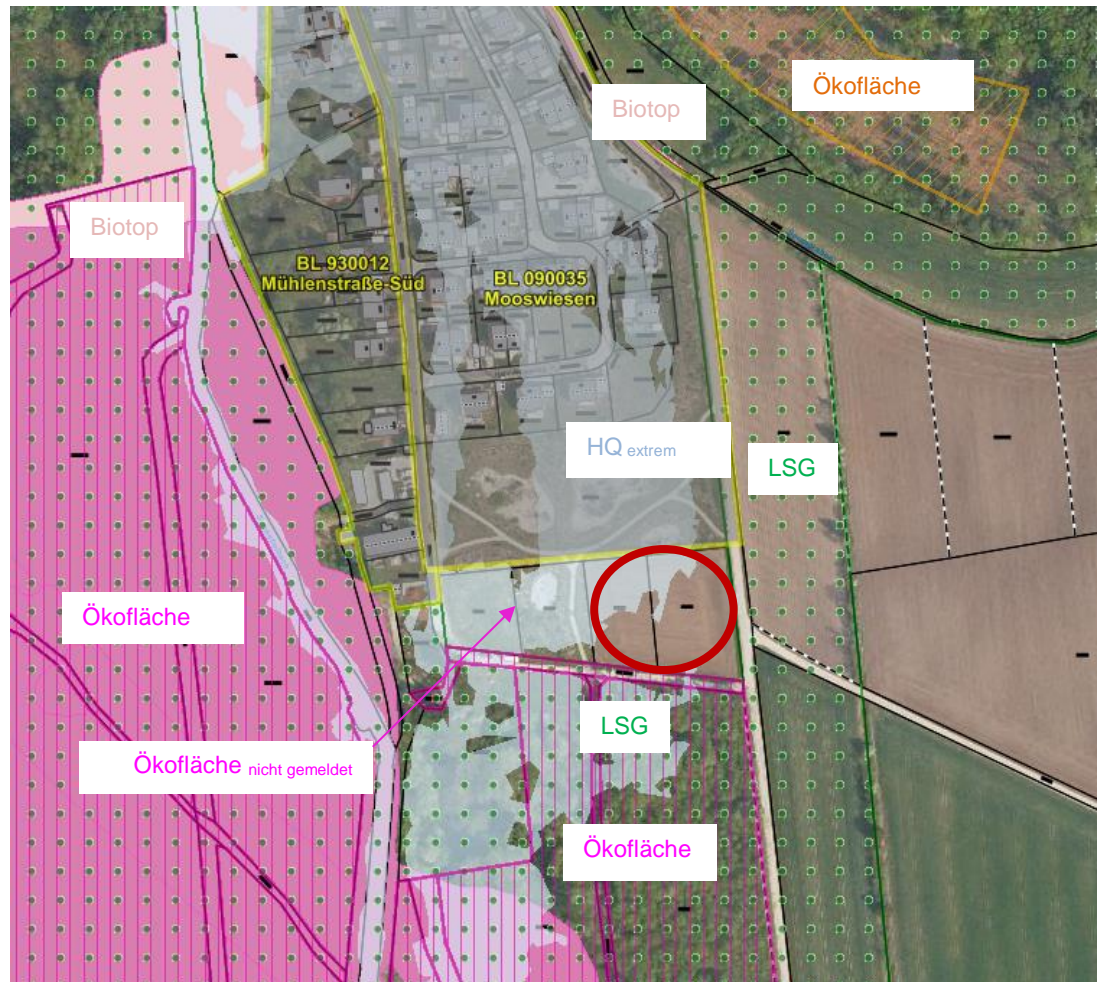 Ökofläche
Biotop
Biotop
BL 930012
Mühlenstraße-Süd
BL 090035
Mooswiesen
HQ extrem
LSG
Ökofläche
LSG
Ökofläche nicht gemeldet
Ökofläche